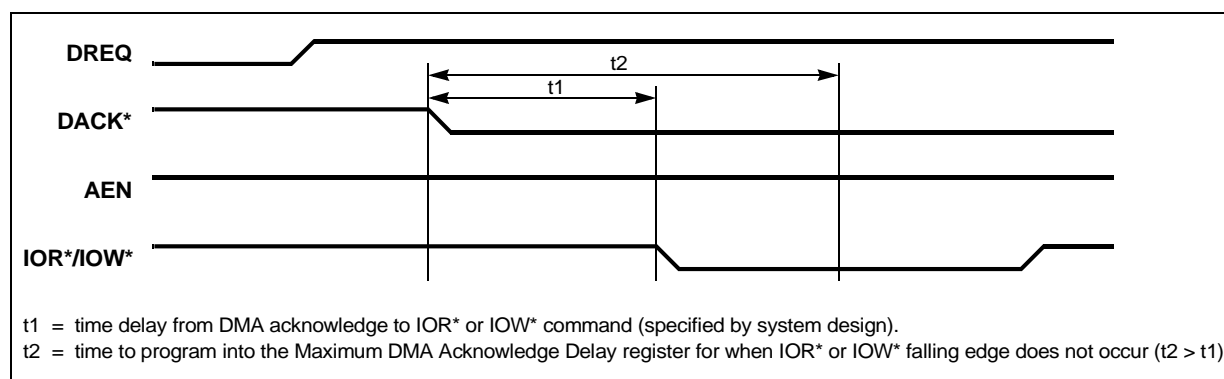 DREQ
t2
t1
DACK*
AEN
IOR*/IOW*
t1 = time delay from DMA acknowledge to IOR* or IOW* command (specified by system design).
t2 = time to program into the Maximum DMA Acknowledge Delay register for when IOR* or IOW* falling edge does not occur (t2 > t1)